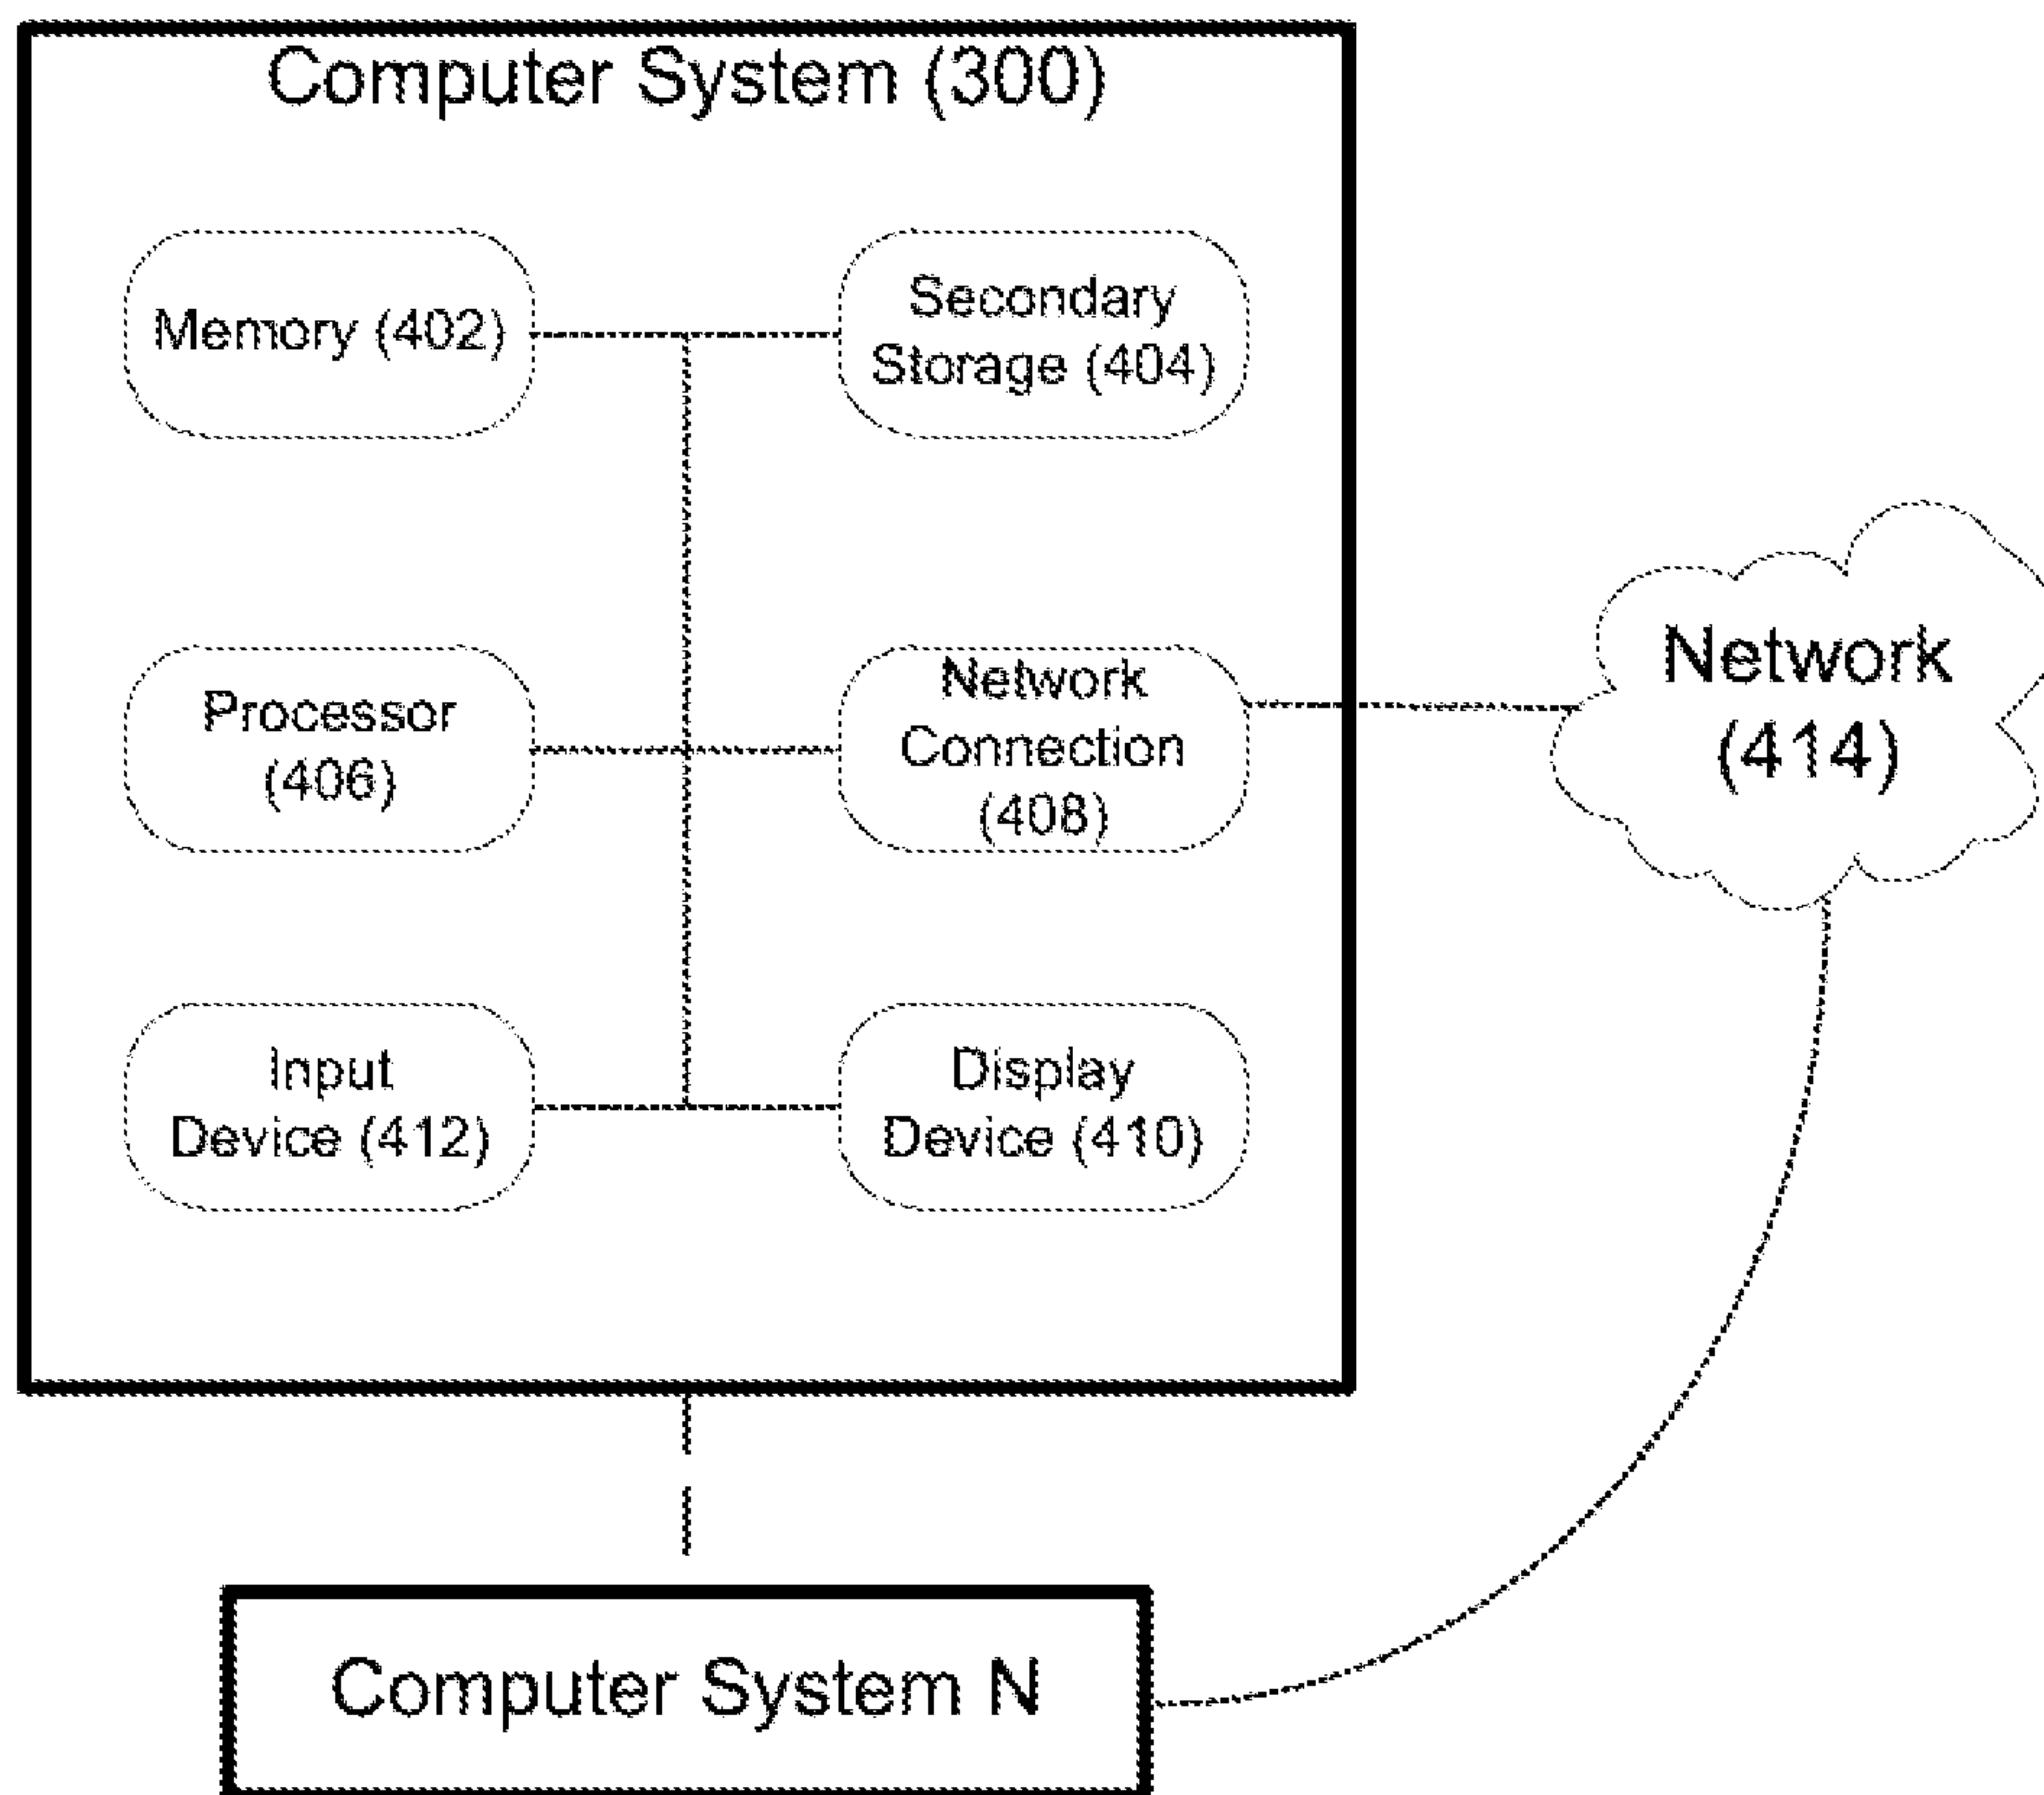 Computer System (300)
Memory (402)
Secondary
Storage (404)
Processor
(406)
Network
Connection
(408)
Network
(414)
Input
Device (412)
Display
Device (410)
Computer System N